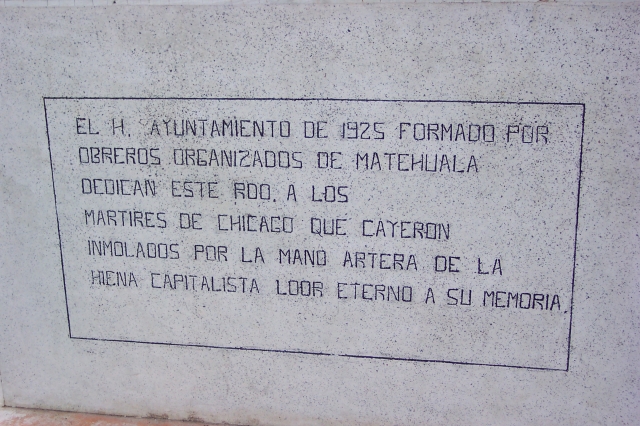 EL H. AYUNTAMIENTO DE 1925 FORMADO POR
OBREROS ORGANIZADOS DE MATEHUALA
DEDICAN ESTE RDO. A LOS
MARTIRES DE CHICAGO QUE CAYERON
INMOLADOS POR LA MANO ARTERA DE LA
HIENA CAPITALISTA LOOR ETERNO A SU MEMORIA.